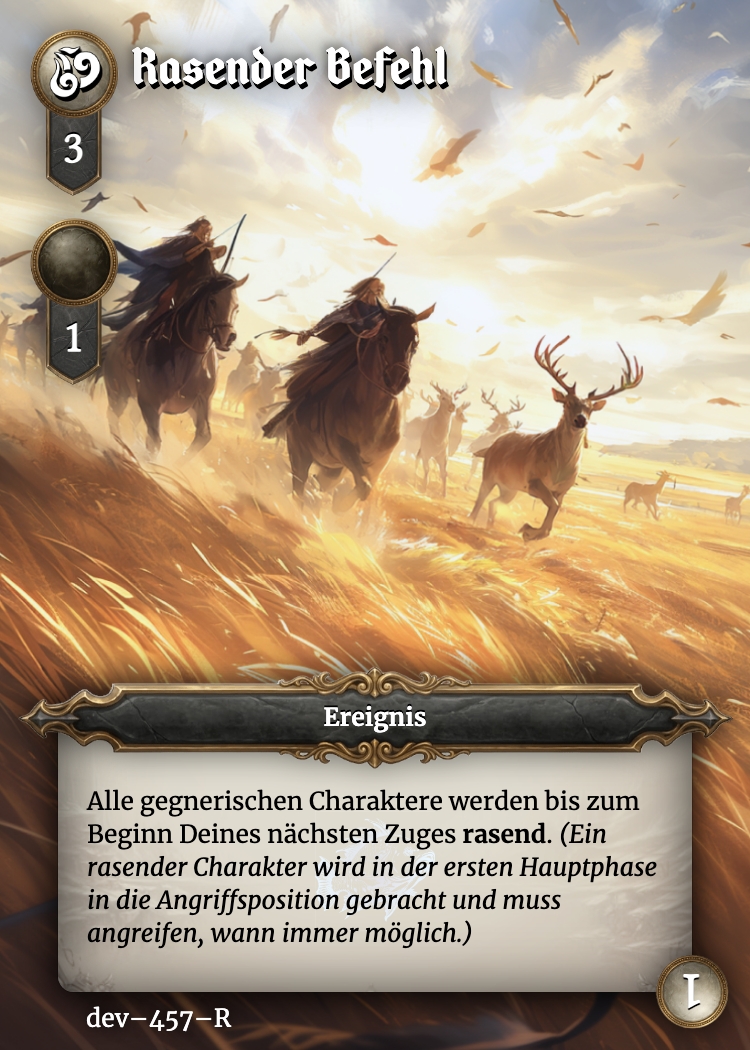 Rasender Befehl
3
1
Ereignis
Alle gegnerischen Charaktere werden bis zum
Beginn Deines nächsten Zuges rasend. (Ein
rasender Charakter wird in der ersten Hauptphase
in die Angriffsposition gebracht und muss
angreifen, wann immer möglich.)
dev–457–R